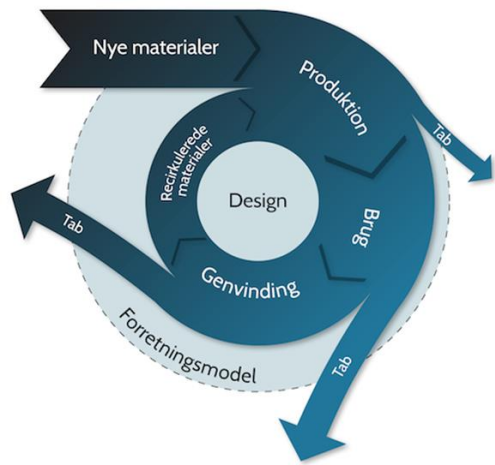 Nye materialer
Produktion
Tab
Recirkulerede
materialer
Design
Brug
Tab
Genvinding
Forretningsmodel
Tab